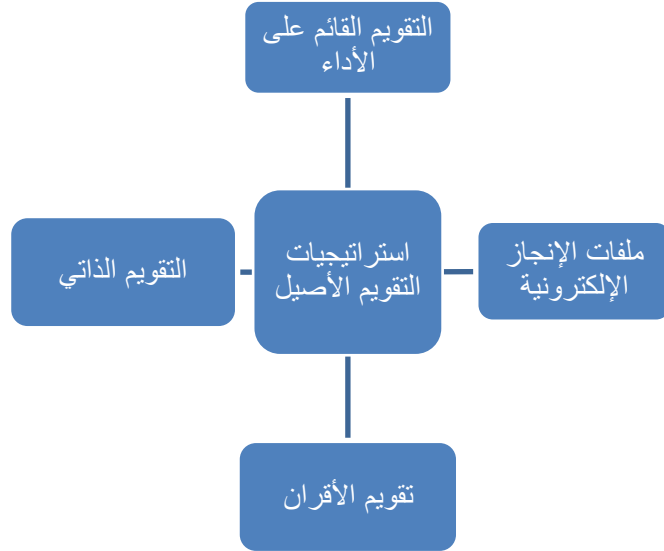 التقويم القائم على
الأداء
ملفات الإنجاز
الإلكترونية
استراتيجيات
التقويم الأصيل
التقويم الذاتي
تقويم الأقران